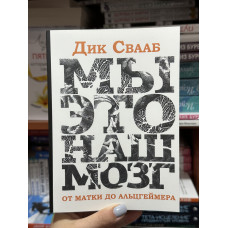 ДИК СВААБ
МЫ
ЭТО
НАШ
МОЗГ
ОТ МАТКИ ДО АЛЬЦГЕЙМЕРА